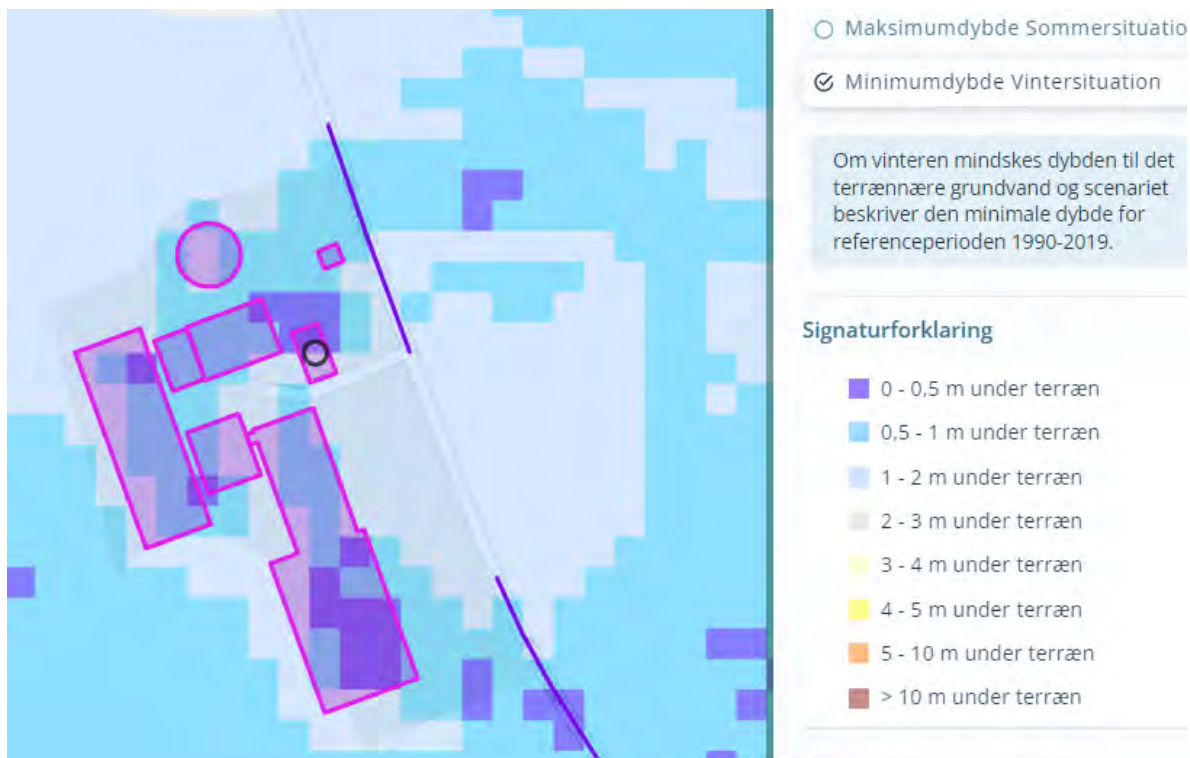 Maksimumdybde Sommersituatio
Minimumdybde Vintersituation
Om vinteren mindskes dybden til det
terrænnære grundvand og scenariet
beskriver den minimale dybde for
referenceperioden 1990-2019.
Signaturforklaring
0 - 0,5 m under terræn
0,5 - 1 m under terræn
1 - 2 m under terræn
2 - 3 m under terræn
3 - 4 m under terræn
4 - 5 m under terræn
5 - 10 m under terræn
> 10 m under terræn